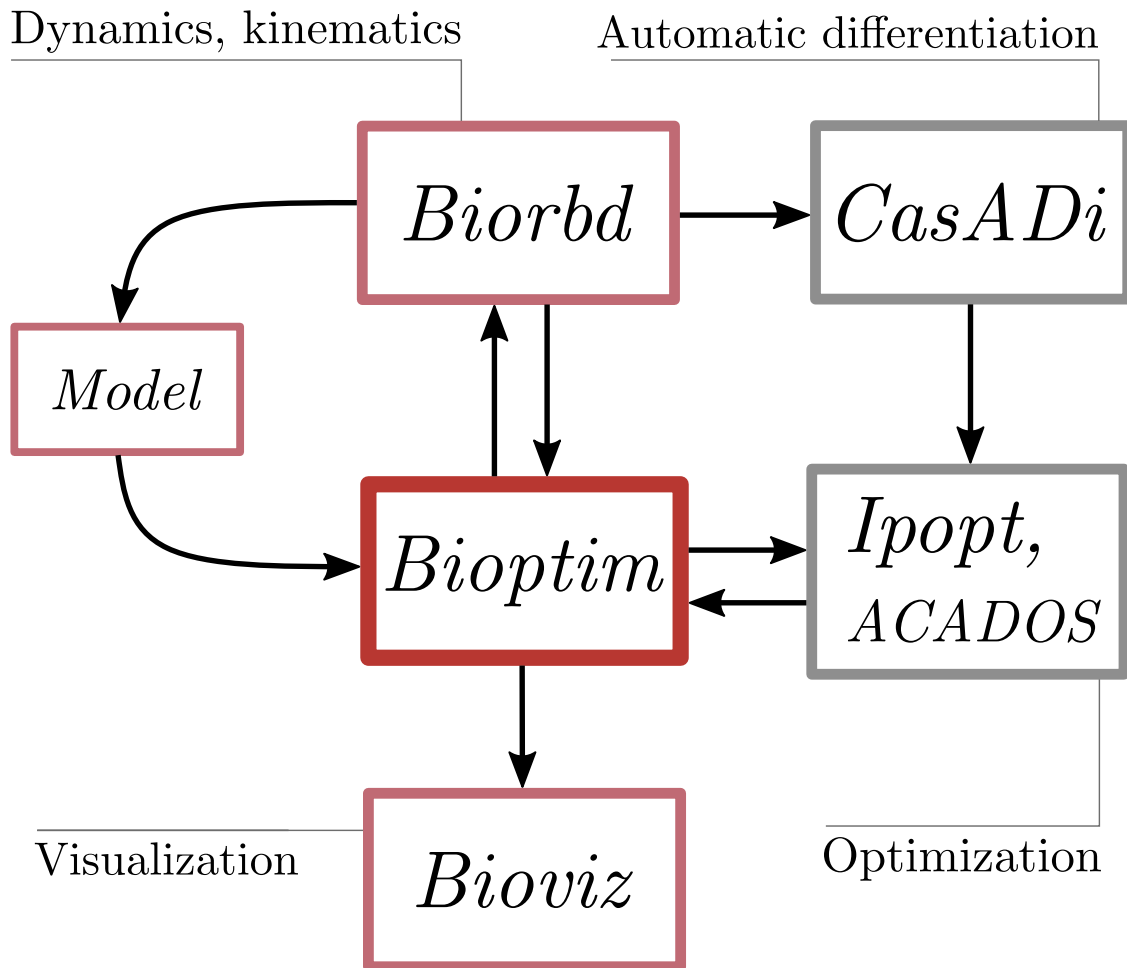 Dynamics, kinematics
Automatic differentiation
Biorbd
CasADi
Model
Bioptim
Ipopt,
ACADOS
Visualization
Optimization
Bioviz